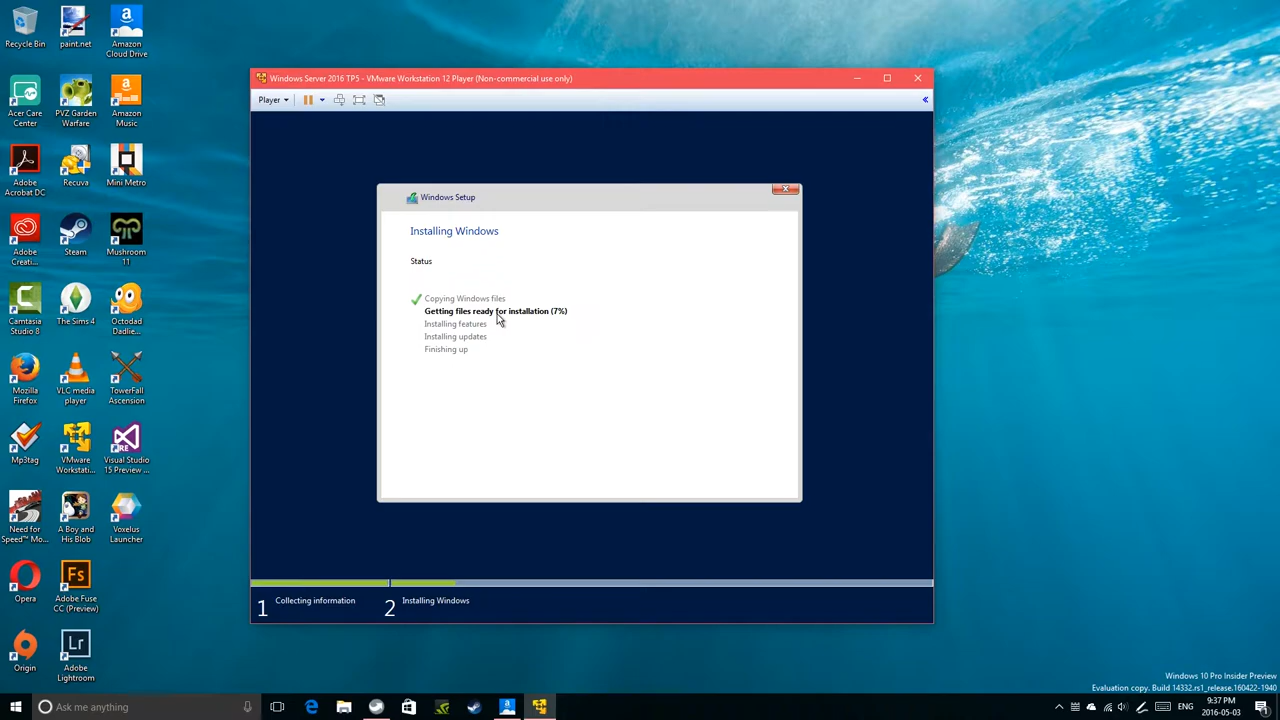 Recycle Bin
paint.net
Amazon
Cloud Drive
Acer Care
Center
PVZ Garden
Warfare
Amazon
Music
Adobe
Acrobat DC
Recuva
Mini Metro
Adobe
Creati...
Steam
Mushroom
11
Camtasia
Studio 8
The Sims 4
Octodad
Dadlie...
Mozilla
Firefox
VLC media
player
TowerFall
Ascension
Mp3tag
VMware
Workstati...
Visual Studio
15 Preview ...
Need for
Speed™ Mo...
A Boy and
His Blob
Voxelus
Launcher
Opera
Adobe Fuse
CC (Preview)
Origin
Adobe
Lightroom
Windows Server 2016 TP5 - VMware Workstation 12 Player (Non-commercial use only)
Player
Windows Setup
Installing Windows
Status
Copying Windows files
Getting files ready for installation (7%)
Installing features
Installing updates
Finishing up
1 Collecting information
2 Installing Windows
Windows 10 Pro Insider Preview
Evaluation copy. Build 14332.rs1_release.160422-1940
Ask me anything
ENG
9:37 PM
2016-05-03